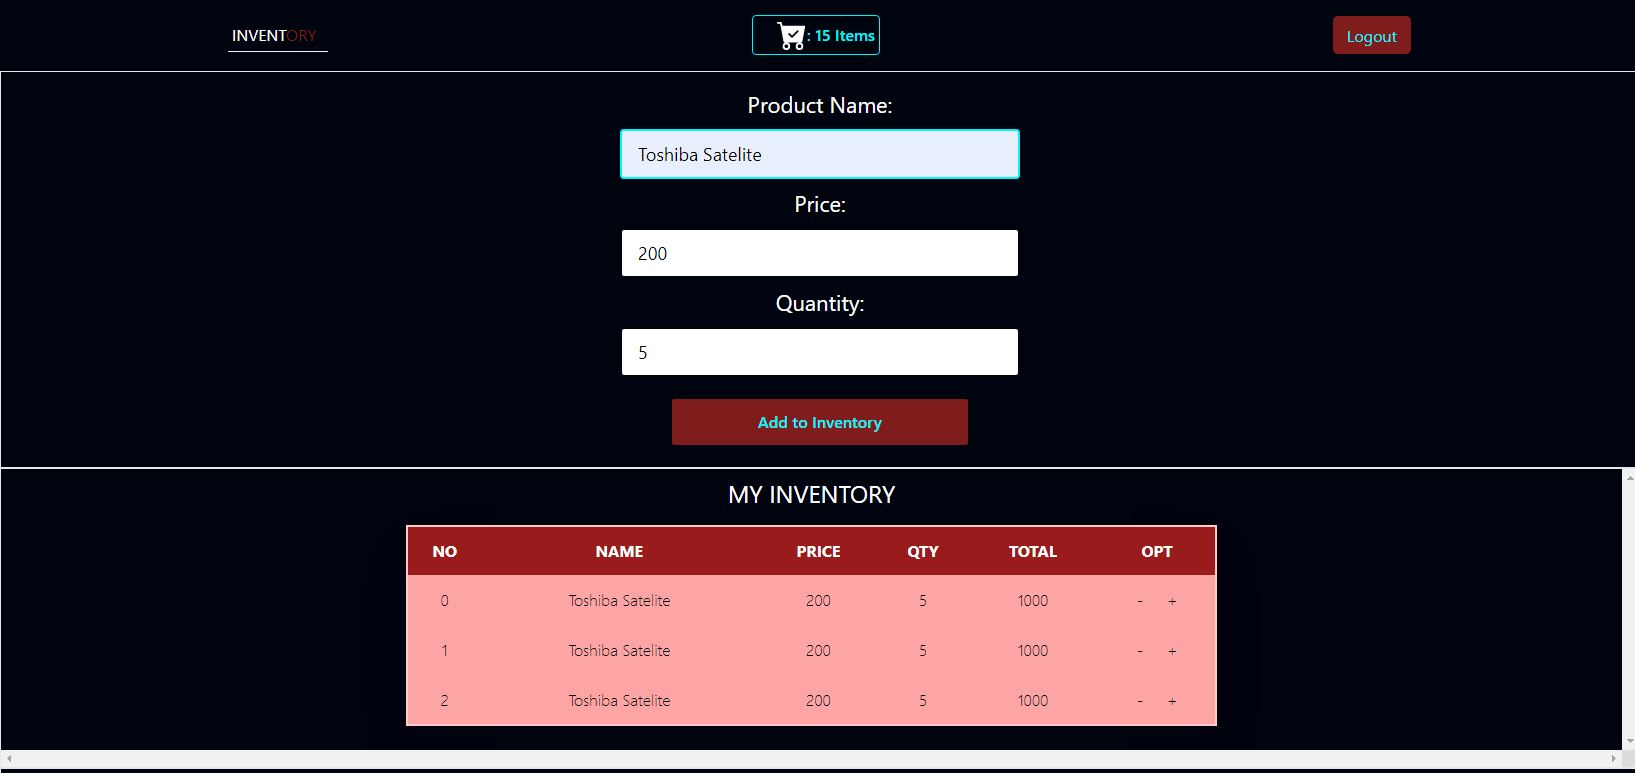 INVENTORY
: 15 Items
Logout
Product Name:
Toshiba Satelite
Price:
200
Quantity:
5
Add to Inventory
MY INVENTORY
NO NAME PRICE QTY TOTAL OPT
0 Toshiba Satelite 200 5 1000 - +
1 Toshiba Satelite 200 5 1000 - +
2 Toshiba Satelite 200 5 1000 - +